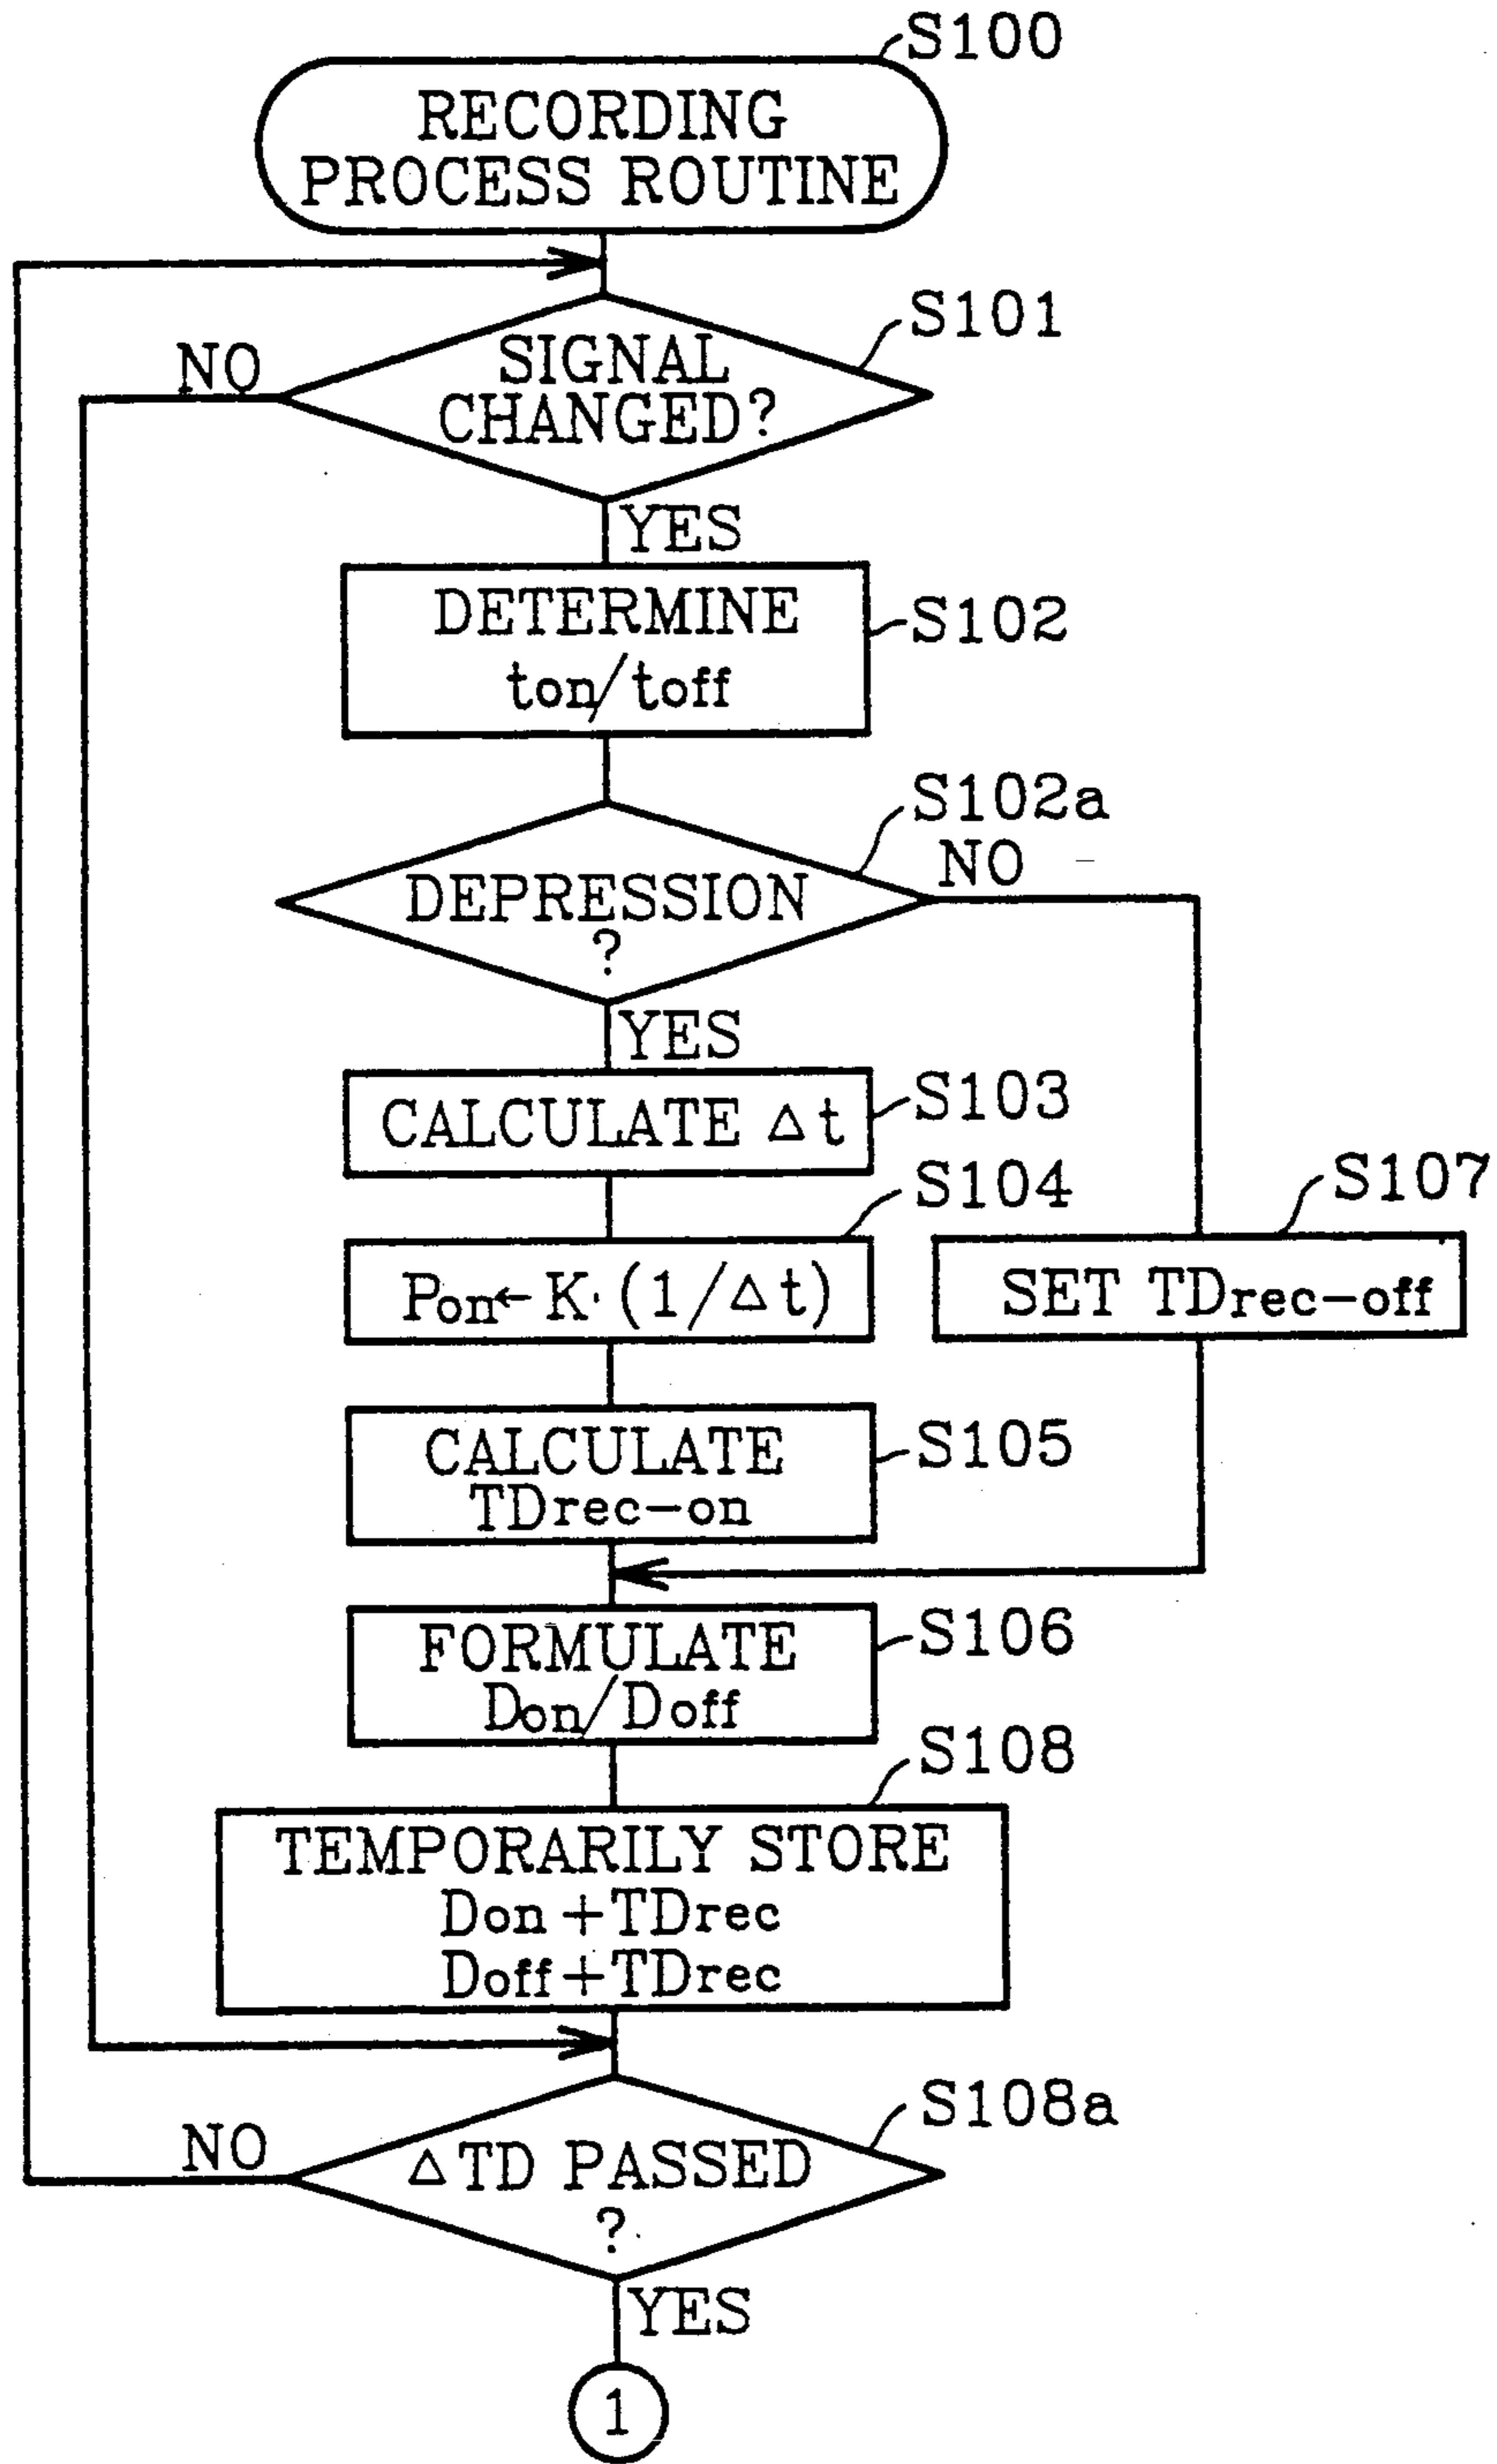 S100
RECORDING
PROCESS ROUTINE
S101
NO
SIGNAL
CHANGED?
YES
DETERMINE
ton/toff
S102
S102a
NO
DEPRESSION
?
YES
CALCULATE Δt
S103
S104
Pon←K·(1/Δt)
S107
SET TDrec-off
CALCULATE
TDrec-on
S105
FORMULATE
Don/Doff
S106
S108
TEMPORARILY STORE
Don+TDrec
Doff+TDrec
S108a
NO
ΔTD PASSED
?
YES
1